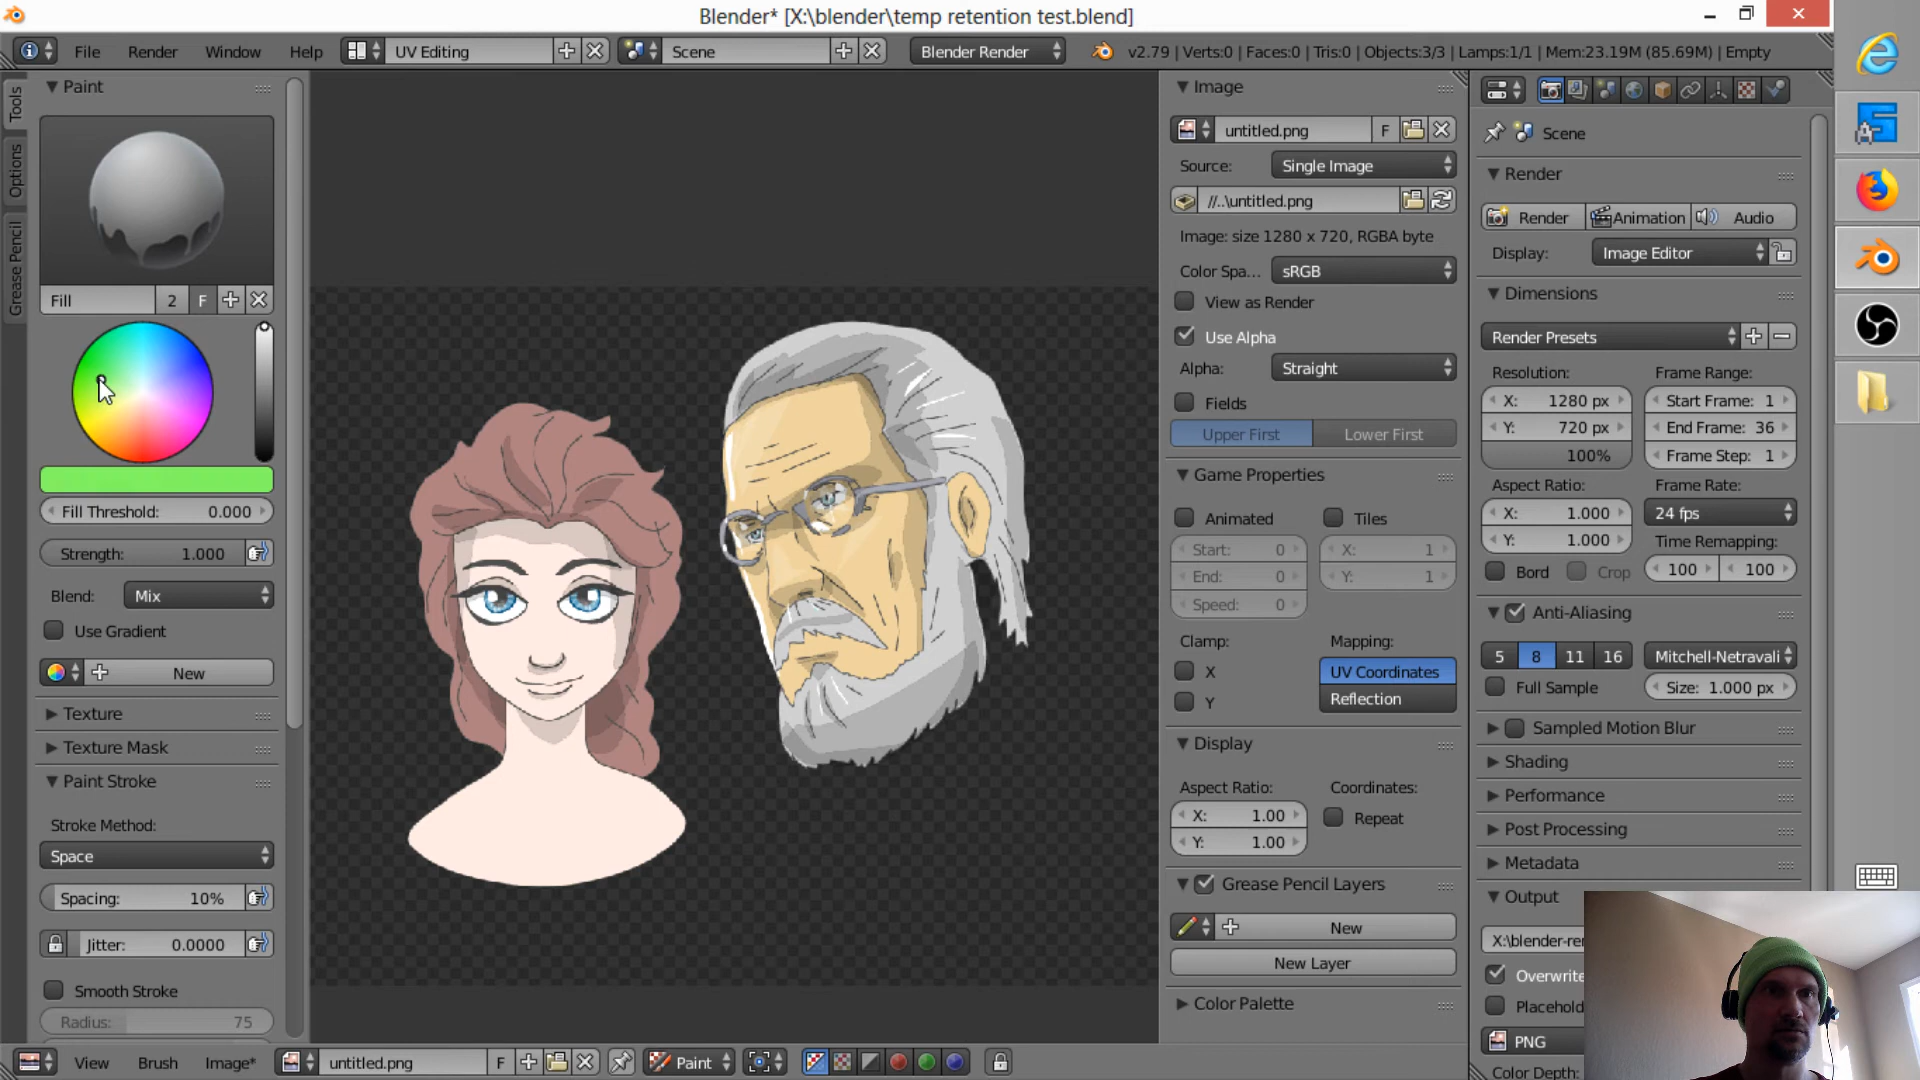 Blender* [X:\blender\temp retention test.blend]
File Render Window Help UV Editing Scene Blender Render v2.79 | Verts:0 | Faces:0 | Tris:0 | Objects:3/3 | Lamps:1/1 | Mem:23.19M (85.69M) | Empty
Tools
Options
Grease Pencil
Paint
Fill 2 F
Fill Threshold: 0.000
Strength: 1.000
Blend: Mix
Use Gradient
New
Texture
Texture Mask
Paint Stroke
Stroke Method:
Space
Spacing: 10%
Jitter: 0.0000
Smooth Stroke
Radius: 75
Image
untitled.png F
Source: Single Image
//..\untitled.png
Image: size 1280 x 720, RGBA byte
Color Spa... sRGB
View as Render
Use Alpha
Alpha: Straight
Fields
Upper First Lower First
Game Properties
Animated Tiles
Start: 0 X: 1
End: 0 Y: 1
Speed: 0
Clamp: Mapping:
X UV Coordinates
Y Reflection
Display
Aspect Ratio: Coordinates:
X: 1.00 Repeat
Y: 1.00
Grease Pencil Layers
New
New Layer
Color Palette
Scene
Render
Render Animation Audio
Display: Image Editor
Dimensions
Render Presets
Resolution: Frame Range:
X: 1280 px Start Frame: 1
Y: 720 px End Frame: 36
100% Frame Step: 1
Aspect Ratio: Frame Rate:
X: 1.000 24 fps
Y: 1.000 Time Remapping:
Bord Crop 100 100
Anti-Aliasing
5 8 11 16 Mitchell-Netravali
Full Sample Size: 1.000 px
Sampled Motion Blur
Shading
Performance
Post Processing
Metadata
Output
X:\blender-re
Overwrite
Placehold
PNG
Color Depth:
View Brush Image* untitled.png F Paint